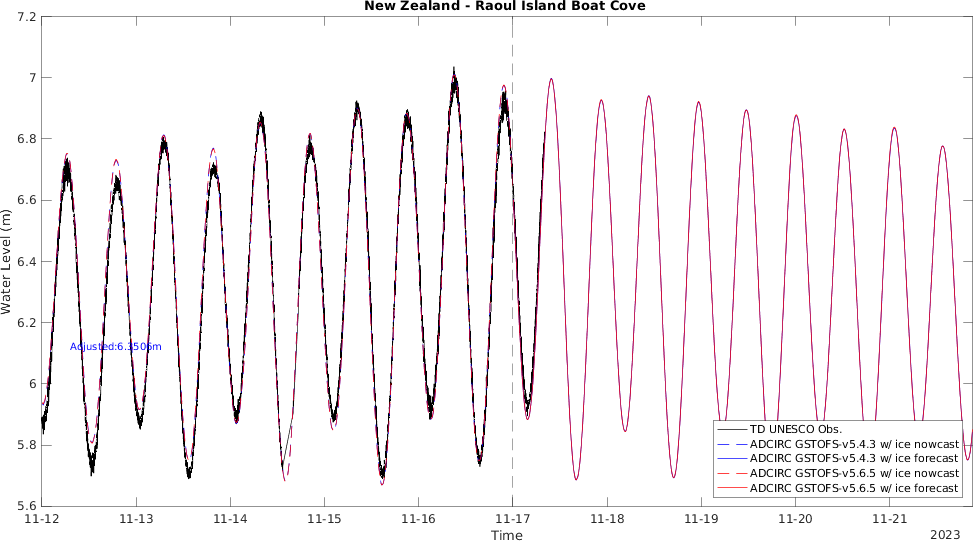 New Zealand - Raoul Island Boat Cove
7.2
7
6.8
6.6
6.4
6.2
6
5.8
5.6
Water Level (m)
Adjusted:6.3506m
TD UNESCO Obs.
ADCIRC GSTOFS-v5.4.3 w/ ice nowcast
ADCIRC GSTOFS-v5.4.3 w/ ice forecast
ADCIRC GSTOFS-v5.6.5 w/ ice nowcast
ADCIRC GSTOFS-v5.6.5 w/ ice forecast
11-12 11-13 11-14 11-15 11-16 11-17 11-18 11-19 11-20 11-21
Time
2023